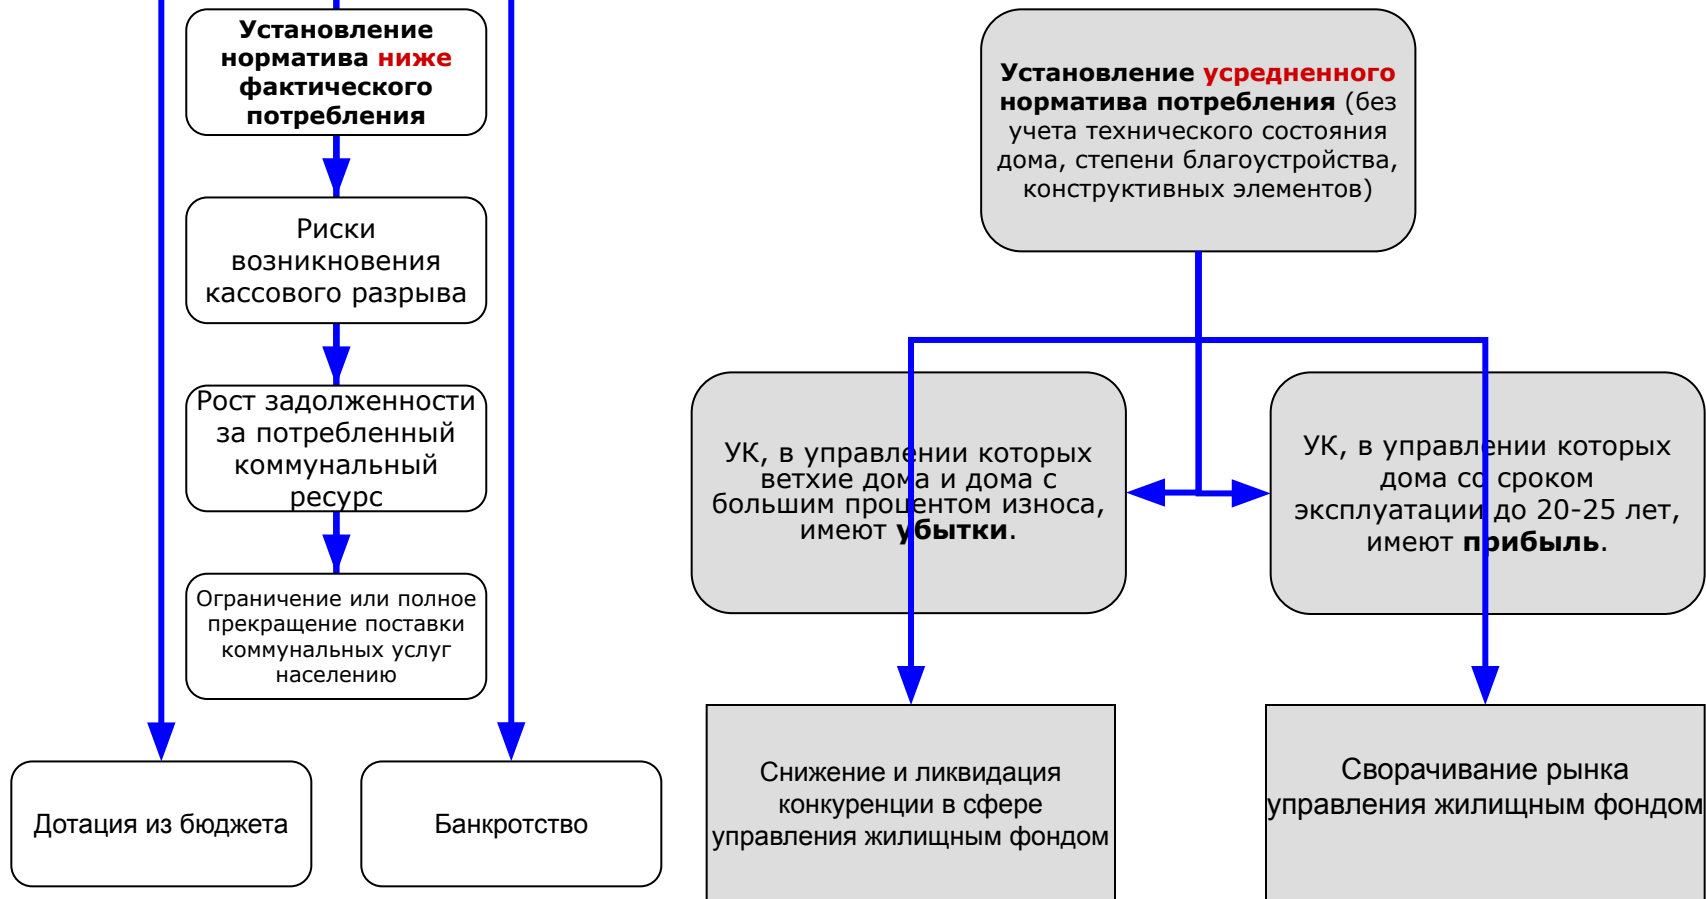 Установление
норматива ниже
фактического
потребления
Риски
возникновения
кассового разрыва
Рост задолженности
за потребленный
коммунальный
ресурс
Ограничение или полное
прекращение поставки
коммунальных услуг
населению
Дотация из бюджета
Банкротство
Установление усредненного
норматива потребления (без
учета технического состояния
дома, степени благоустройства,
конструктивных элементов)
УК, в управлении которых
ветхие дома и дома с
большим процентом износа,
имеют убытки.
УК, в управлении которых
дома со сроком
эксплуатации до 20-25 лет,
имеют прибыль.
Снижение и ликвидация
конкуренции в сфере
управления жилищным фондом
Сворачивание рынка
управления жилищным фондом